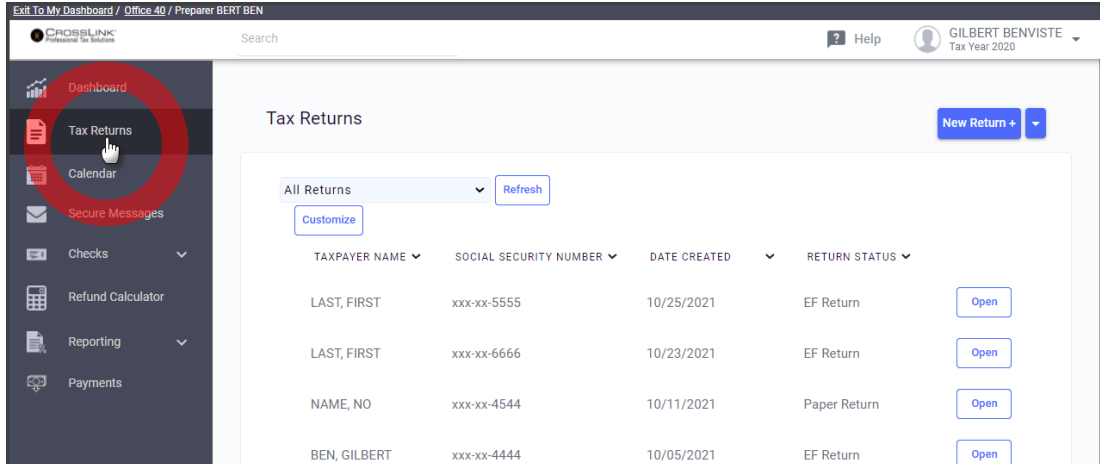 Exit To My Dashboard / Office 40 / Preparer BERT BEN
CROSSLINK
Professional Tax Solutions
Search
? Help
GILBERT BENVISTE
Tax Year 2020
Dashboard
Tax Returns
Calendar
Secure Messages
Checks
Refund Calculator
Reporting
Payments
Tax Returns
New Return +
All Returns
Refresh
Customize
TAXPAYER NAME SOCIAL SECURITY NUMBER DATE CREATED RETURN STATUS
LAST, FIRST xxx-xx-5555 10/25/2021 EF Return Open
LAST, FIRST xxx-xx-6666 10/23/2021 EF Return Open
NAME, NO xxx-xx-4544 10/11/2021 Paper Return Open
BEN, GILBERT xxx-xx-4444 10/05/2021 EF Return Open